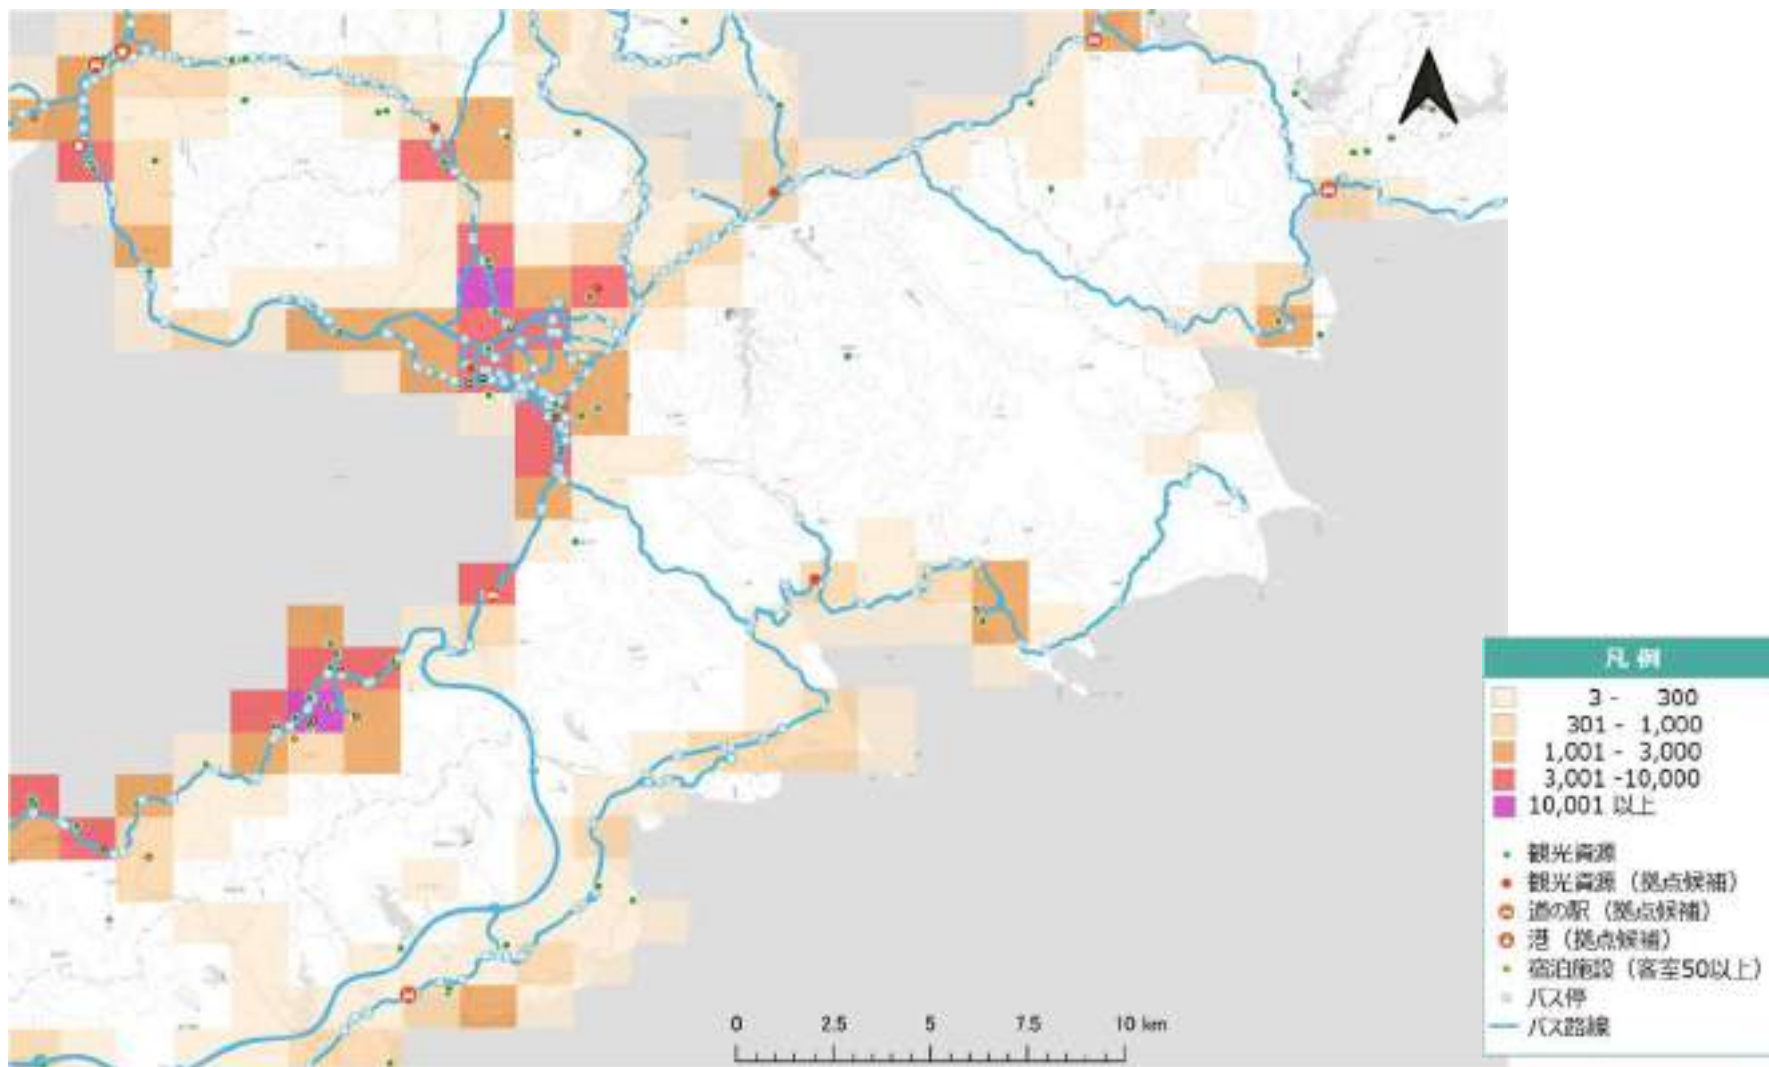 凡 例
3 - 300
301 - 1,000
1,001 - 3,000
3,001 -10,000
10,001 以上
観光資源
観光資源（拠点候補）
道の駅（拠点候補）
港（拠点候補）
宿泊施設（客室50以上）
バス停
バス路線
0 2.5 5 7.5 10 km